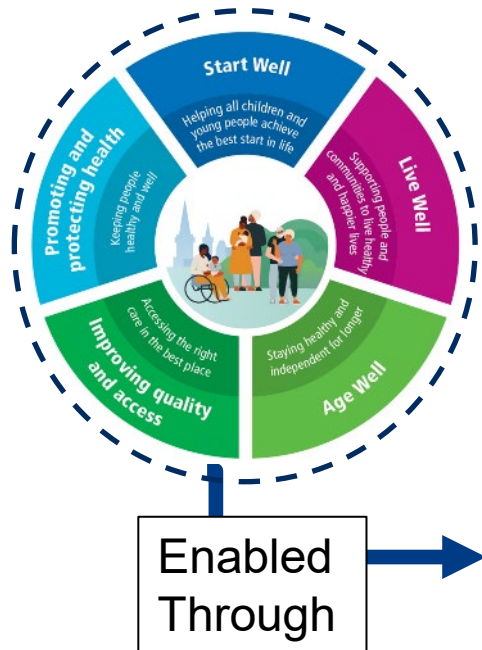 Start Well
Helping all children and
young people achieve
the best start in life
Live Well
Supporting people and
communities to live healthy
and happier lives
Age Well
Staying healthy and
independent for longer
Improving quality
and access
Accessing the right
care in the best place
Promoting and
protecting health
Keeping people
healthy and well
Enabled
Through